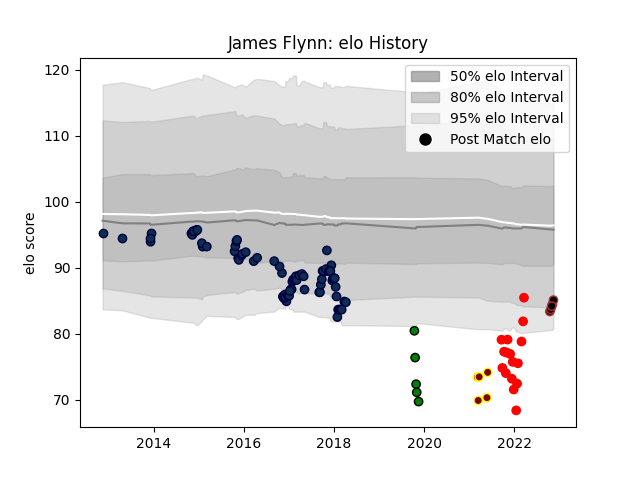 James Flynn: elo History
120
110
100
90
80
70
elo score
50% elo Interval
80% elo Interval
95% elo Interval
Post Match elo
2014
2016
2018
2020
2022